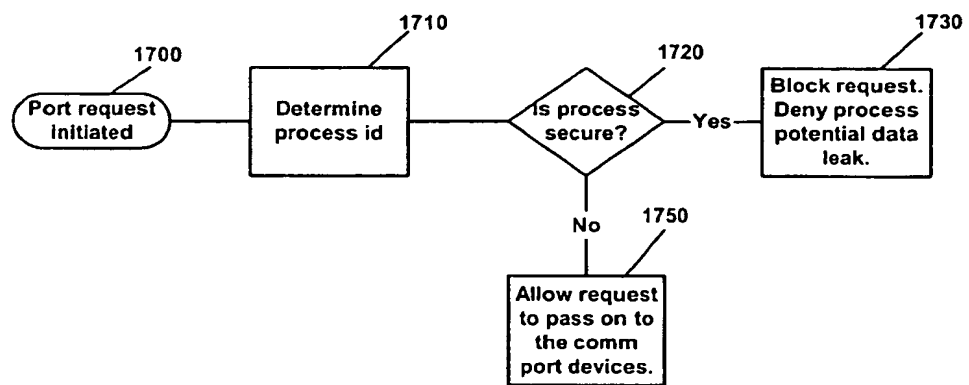 1700
Port request
initiated
1710
Determine
process id
1720
Is process
secure?
Yes
1730
Block request.
Deny process
potential data
leak.
No
1750
Allow request
to pass on to
the comm
port devices.